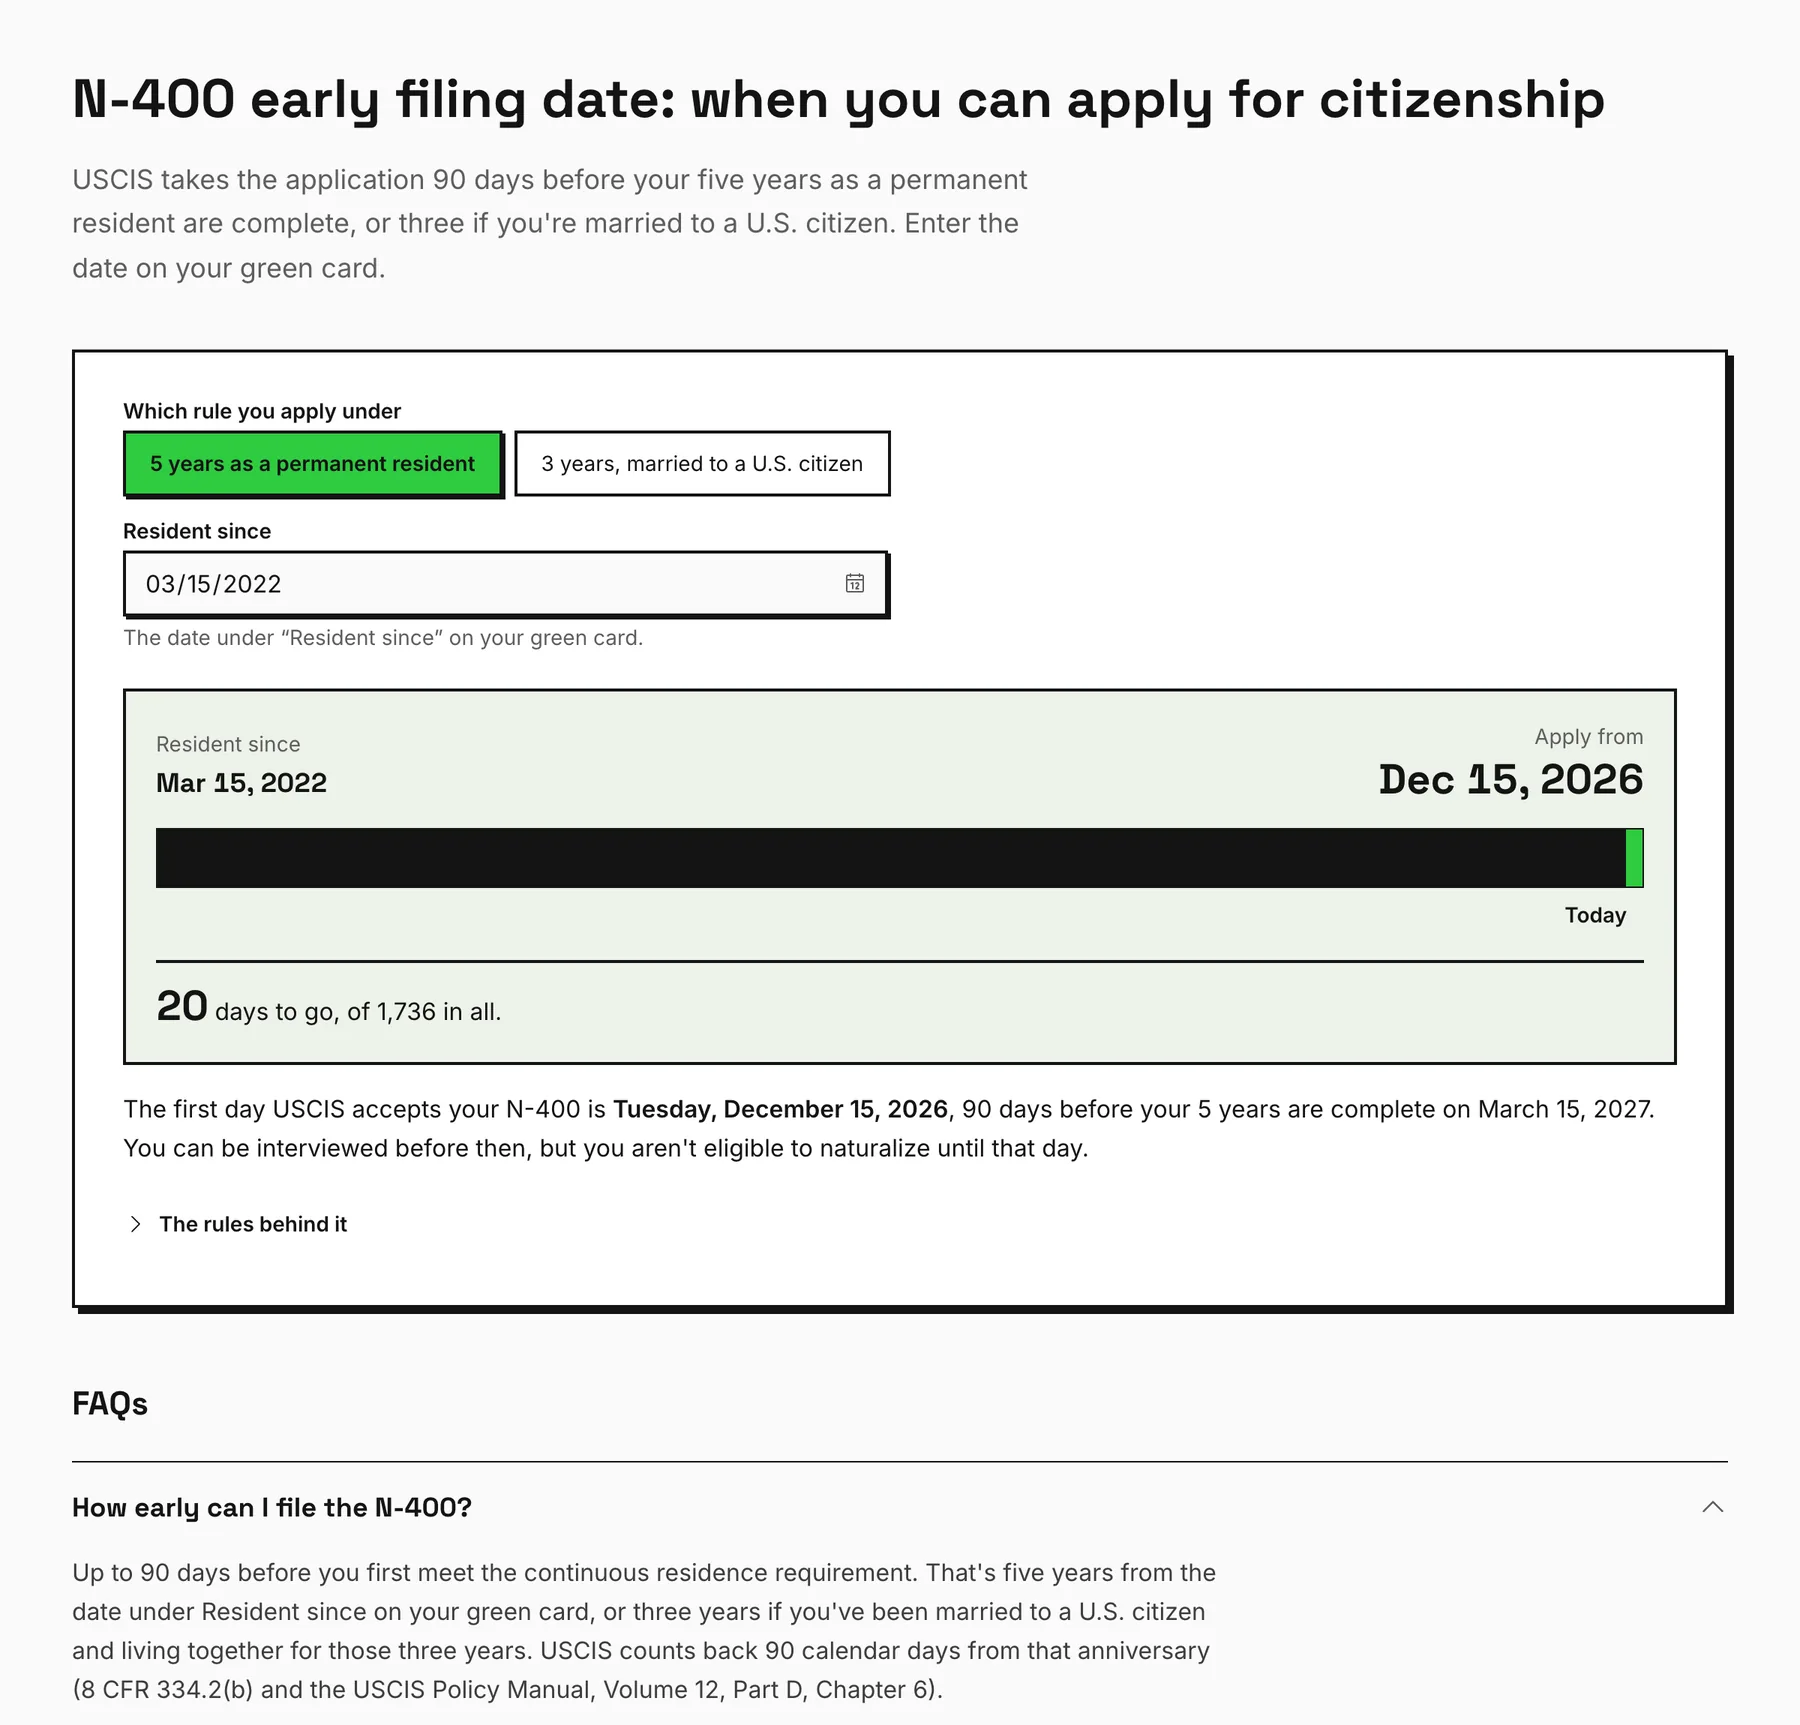 N-400 early filing date: when you can apply for citizenship
USCIS takes the application 90 days before your five years as a permanent
resident are complete, or three if you're married to a U.S. citizen. Enter the
date on your green card.
Which rule you apply under
5 years as a permanent resident
3 years, married to a U.S. citizen
Resident since
03/15/2022
12
The date under “Resident since” on your green card.
Resident since
Mar 15, 2022
Apply from
Dec 15, 2026
Today
20 days to go, of 1,736 in all.
The first day USCIS accepts your N-400 is Tuesday, December 15, 2026, 90 days before your 5 years are complete on March 15, 2027.
You can be interviewed before then, but you aren't eligible to naturalize until that day.
The rules behind it
FAQs
How early can I file the N-400?
Up to 90 days before you first meet the continuous residence requirement. That's five years from the
date under Resident since on your green card, or three years if you've been married to a U.S. citizen
and living together for those three years. USCIS counts back 90 calendar days from that anniversary
(8 CFR 334.2(b) and the USCIS Policy Manual, Volume 12, Part D, Chapter 6).